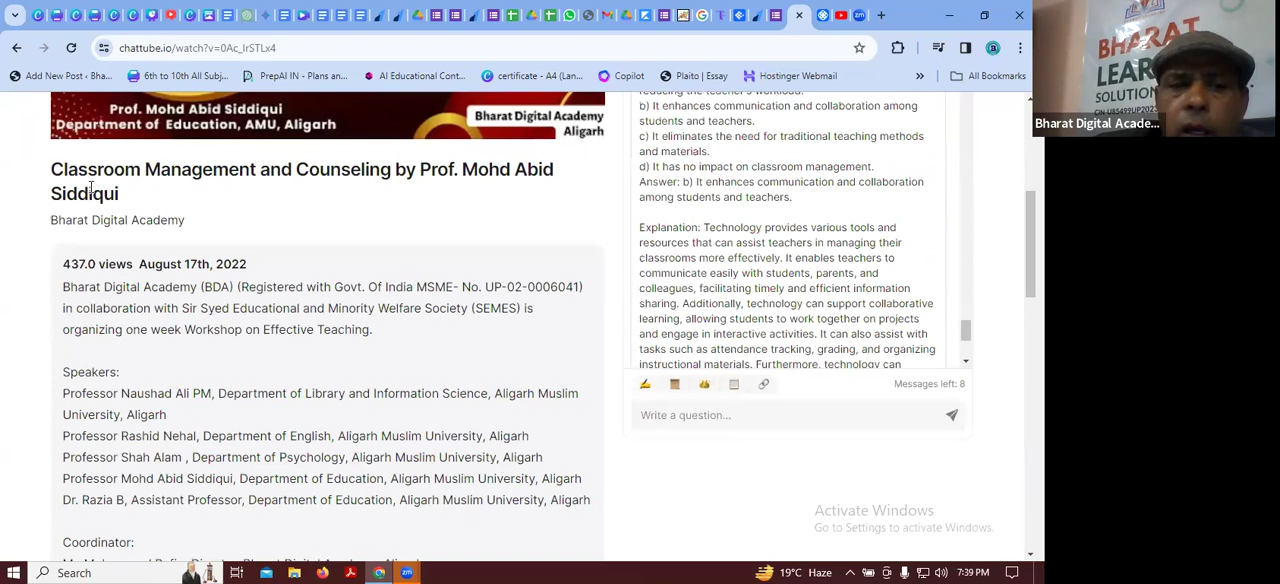 chattube.io/watch?v=0Ac_IrSTLx4
Add New Post ‹ Bha...
6th to 10th All Subj...
PrepAI IN - Plans an...
AI Educational Cont...
certificate - A4 (Lan...
Copilot
Plaito | Essay
Hostinger Webmail
»
All Bookmarks
Prof. Mohd Abid Siddiqui
Department of Education, AMU, Aligarh
Bharat Digital Academy
Aligarh
Classroom Management and Counseling by Prof. Mohd Abid
Siddiqui
Bharat Digital Academy
437.0 views August 17th, 2022
Bharat Digital Academy (BDA) (Registered with Govt. Of India MSME- No. UP-02-0006041)
in collaboration with Sir Syed Educational and Minority Welfare Society (SEMES) is
organizing one week Workshop on Effective Teaching.
Speakers:
Professor Naushad Ali PM, Department of Library and Information Science, Aligarh Muslim
University, Aligarh
Professor Rashid Nehal, Department of English, Aligarh Muslim University, Aligarh
Professor Shah Alam , Department of Psychology, Aligarh Muslim University, Aligarh
Professor Mohd Abid Siddiqui, Department of Education, Aligarh Muslim University, Aligarh
Dr. Razia B, Assistant Professor, Department of Education, Aligarh Muslim University, Aligarh
Coordinator:
reducing the teacher's workload.
b) It enhances communication and collaboration among
students and teachers.
c) It eliminates the need for traditional teaching methods
and materials.
d) It has no impact on classroom management.
Answer: b) It enhances communication and collaboration
among students and teachers.
Explanation: Technology provides various tools and
resources that can assist teachers in managing their
classrooms more effectively. It enables teachers to
communicate easily with students, parents, and
colleagues, facilitating timely and efficient information
sharing. Additionally, technology can support collaborative
learning, allowing students to work together on projects
and engage in interactive activities. It can also assist with
tasks such as attendance tracking, grading, and organizing
instructional materials. Furthermore, technology can
Messages left: 8
Write a question...
Activate Windows
Go to Settings to activate Windows.
BHARAT
LEAR
SOLUTION
Bharat Digital Acade...
Search
19°C Haze
7:39 PM